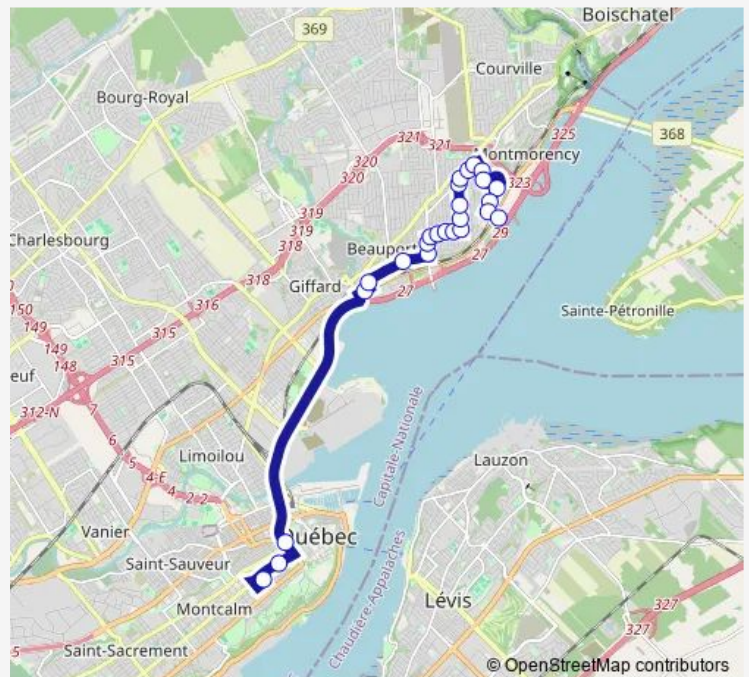 Boischatel
369
Courville
Bourg-Royal
325
368
321
321
Montmorency
320
320
323
319
319
Charlesbourg
318
318
29
Beauport
27
Giffard
27
316
Sainte-Pétronille
150
149
315
149
148
315
euf
312-N
7
6
5
4-E
4
2
2
Limoilou
Capitale-Nationale
Lauzon
Vanier
Québec
Saint-Sauveur
Chaudière-Appalaches
Lévis
Montcalm
327
327
Saint-Sacrement
© OpenStreetMap contributors